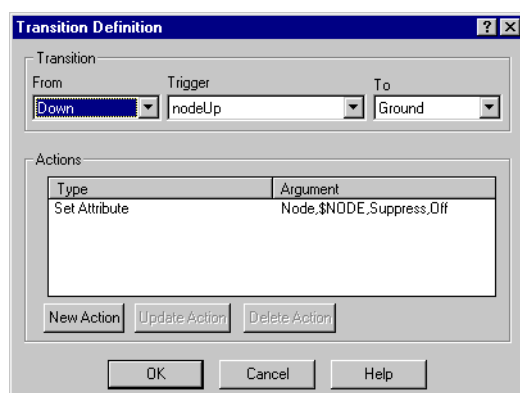 Transition Definition
Transition
From Trigger To
Down nodeUp Ground
Actions
Type Argument
Set Attribute Node,$NODE,Suppress,Off
New Action Update Action Delete Action
OK Cancel Help